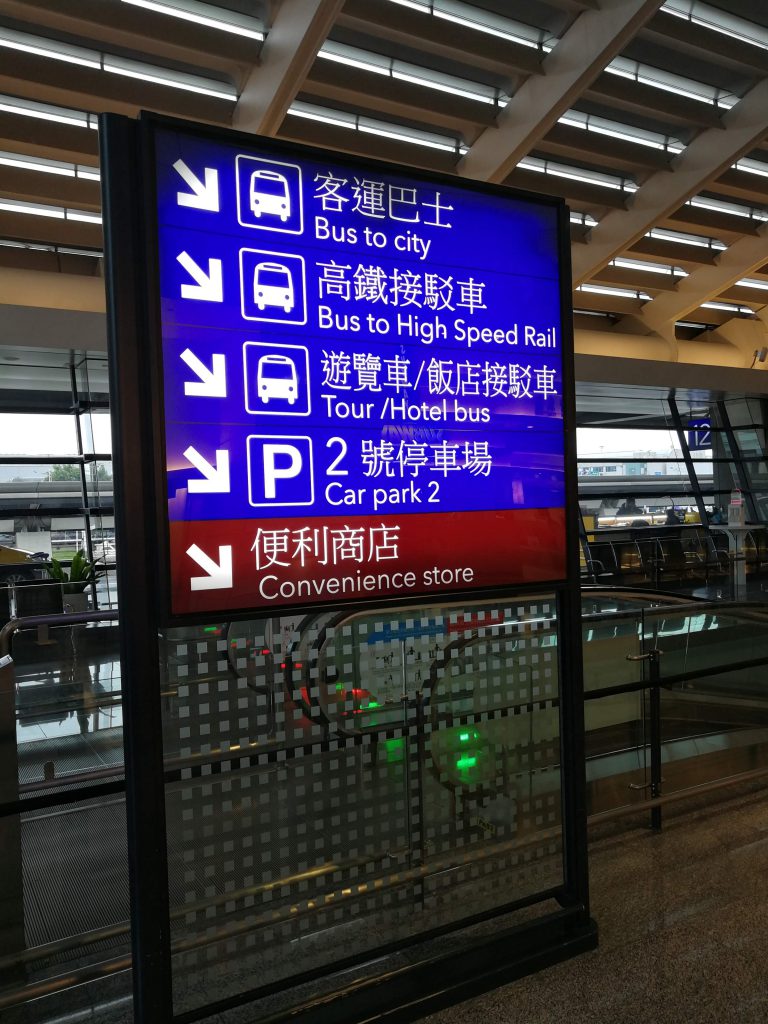 客運巴士
Bus to city
高鐵接駁車
Bus to High Speed Rail
遊覽車/飯店接駁車
Tour /Hotel bus
P
2 號停車場
Car park 2
便利商店
Convenience store
12